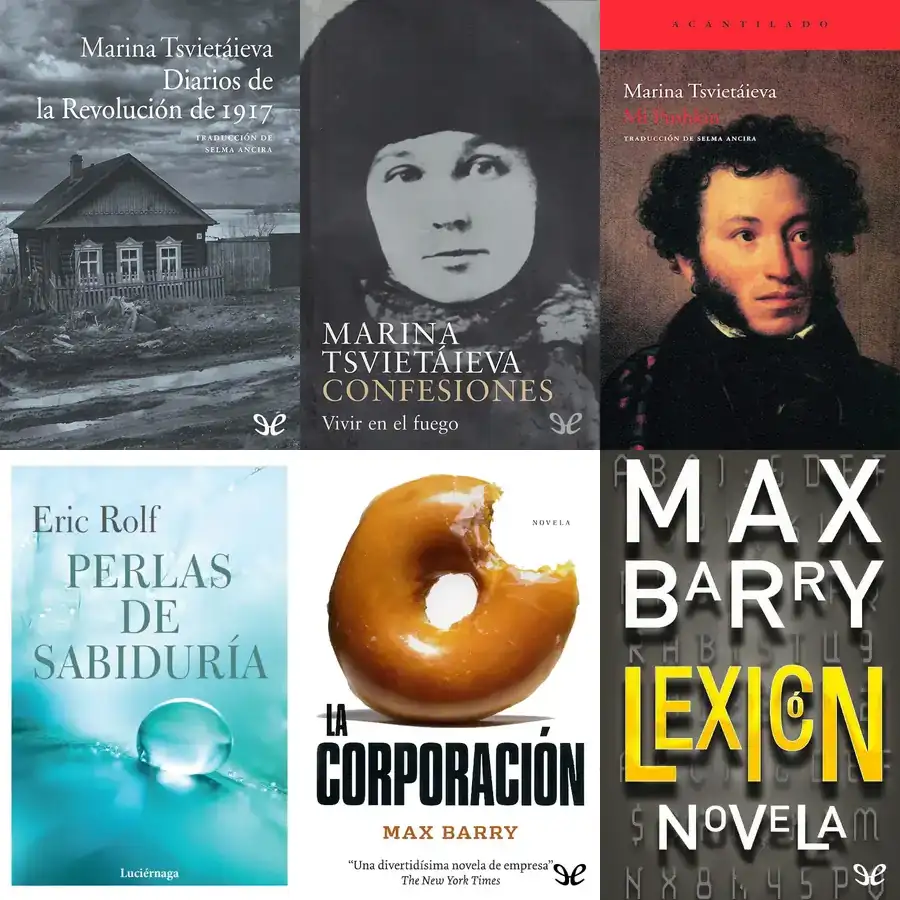 Marina Tsvietáieva
Diarios de
la Revolución de 1917
TRADUCCIÓN DE
SELMA ANCIRA
MARINA
TSVIETÁIEVA
CONFESIONES
Vivir en el fuego
ACANTILADO
Marina Tsvietáieva
Mi Pushkin
TRADUCCIÓN DE SELMA ANCIRA
Eric Rolf
PERLAS
DE
SABIDURÍA
Luciérnaga
NOVELA
LA
CORPORACIÓN
MAX BARRY
“Una divertidísima novela de empresa”
The New York Times
MAX
BARRY
LEXICÓN
NOVELA